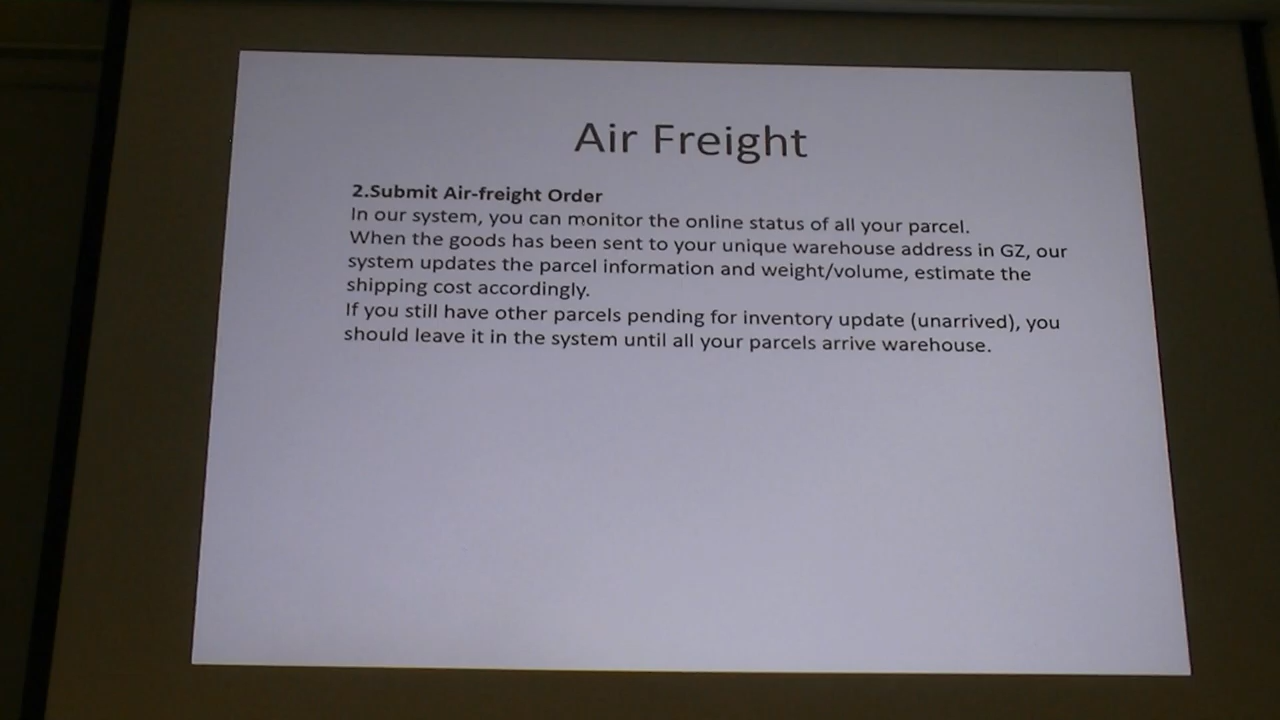 Air Freight
2.Submit Air-freight Order
In our system, you can monitor the online status of all your parcel.
When the goods has been sent to your unique warehouse address in GZ, our
system updates the parcel information and weight/volume, estimate the
shipping cost accordingly.
If you still have other parcels pending for inventory update (unarrived), you
should leave it in the system until all your parcels arrive warehouse.